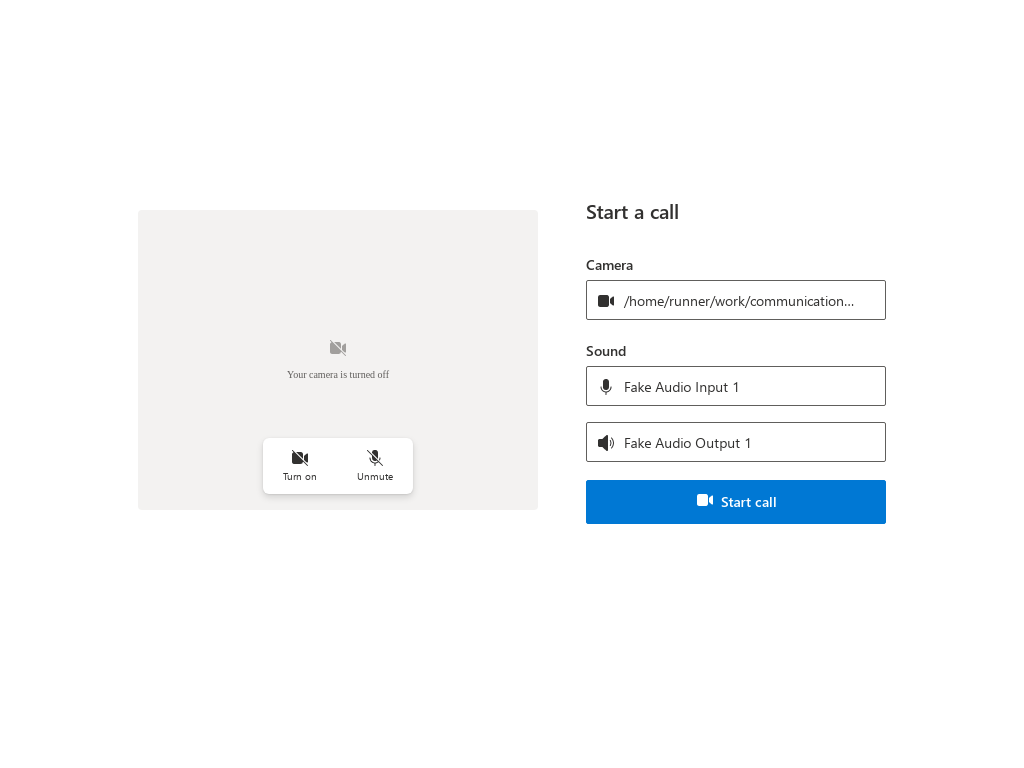 Start a call
Camera
/home/runner/work/communication...
Sound
Fake Audio Input 1
Fake Audio Output 1
Start call
Your camera is turned off
Turn on
Unmute